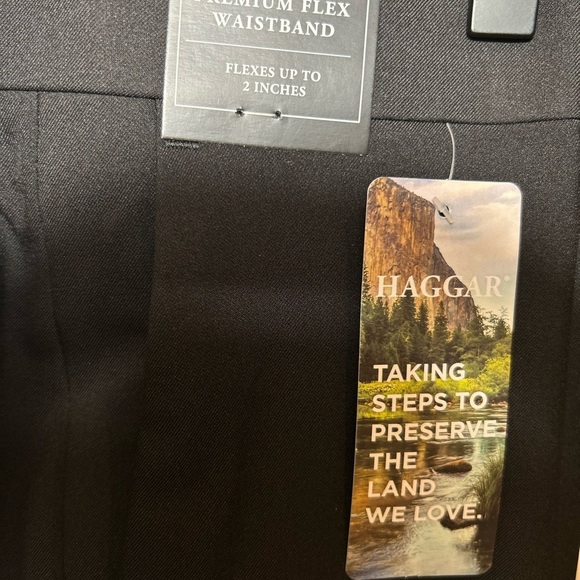 PREMIUM FLEX
WAISTBAND
FLEXES UP TO
2 INCHES
HAGGAR®
TAKING
STEPS TO
PRESERVE
THE
LAND
WE LOVE.